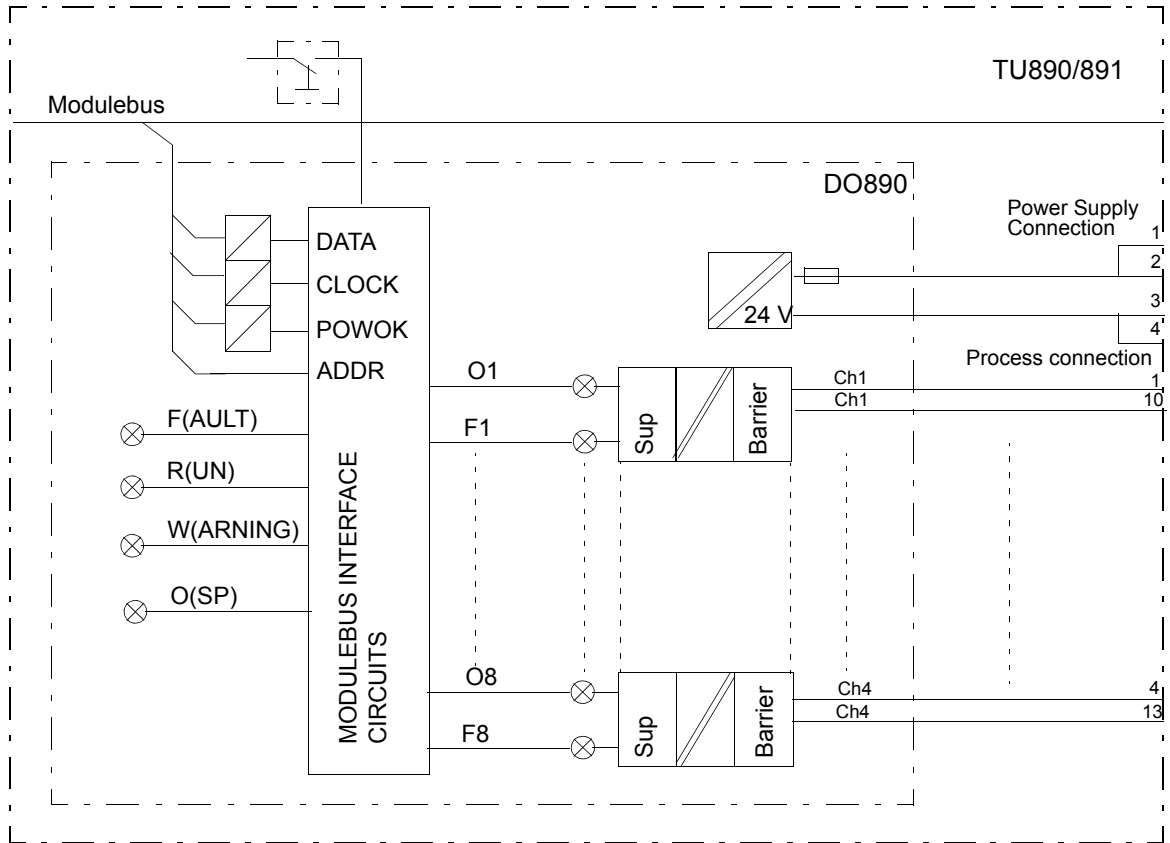 TU890/891
Modulebus
DO890
Power Supply
Connection
1
2
3
4
24 V
DATA
CLOCK
POWOK
ADDR
MODULEBUS INTERFACE
CIRCUITS
F(AULT)
R(UN)
W(ARNING)
O(SP)
O1
F1
Sup
Barrier
Process connection
Ch1
1
Ch1
10
O8
F8
Sup
Barrier
Ch4
4
Ch4
13